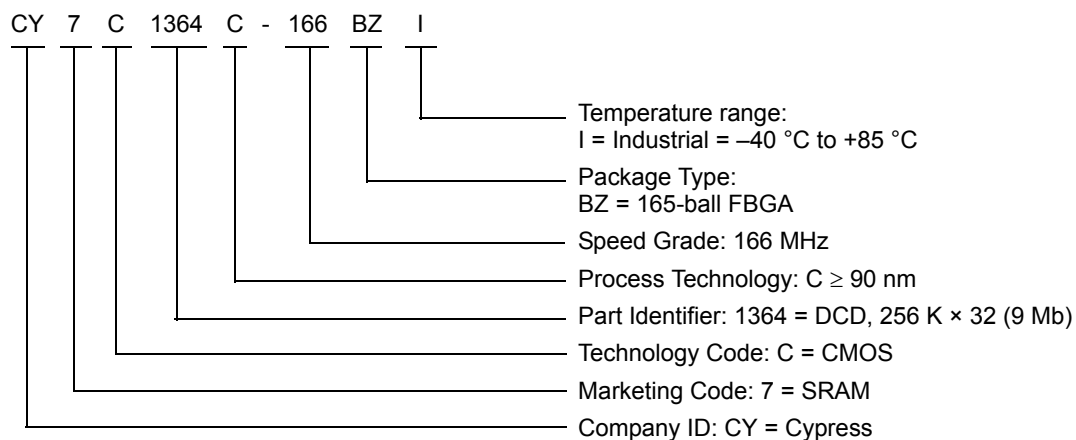 CY 7 C 1364 C - 166 BZ I
Temperature range:
I = Industrial = –40 °C to +85 °C
Package Type:
BZ = 165-ball FBGA
Speed Grade: 166 MHz
Process Technology: C ≥ 90 nm
Part Identifier: 1364 = DCD, 256 K × 32 (9 Mb)
Technology Code: C = CMOS
Marketing Code: 7 = SRAM
Company ID: CY = Cypress